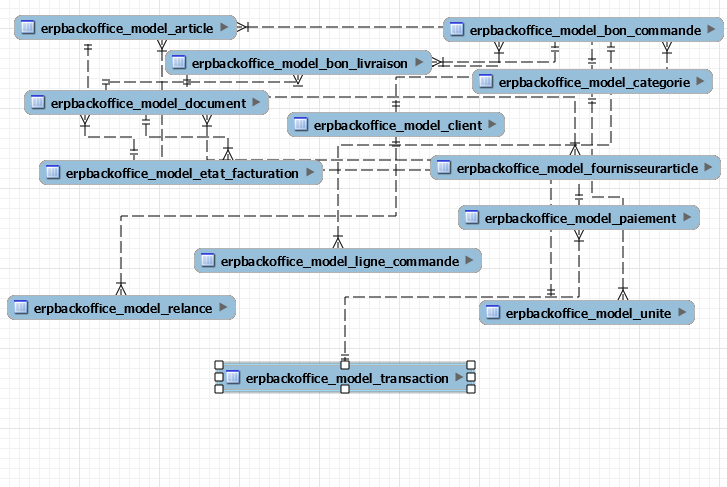 erpbackoffice_model_article
erpbackoffice_model_bon_commande
erpbackoffice_model_bon_livraison
erpbackoffice_model_categorie
erpbackoffice_model_document
erpbackoffice_model_client
erpbackoffice_model_etat_facturation
erpbackoffice_model_fournisseurarticle
erpbackoffice_model_paiement
erpbackoffice_model_ligne_commande
erpbackoffice_model_relance
erpbackoffice_model_unite
erpbackoffice_model_transaction